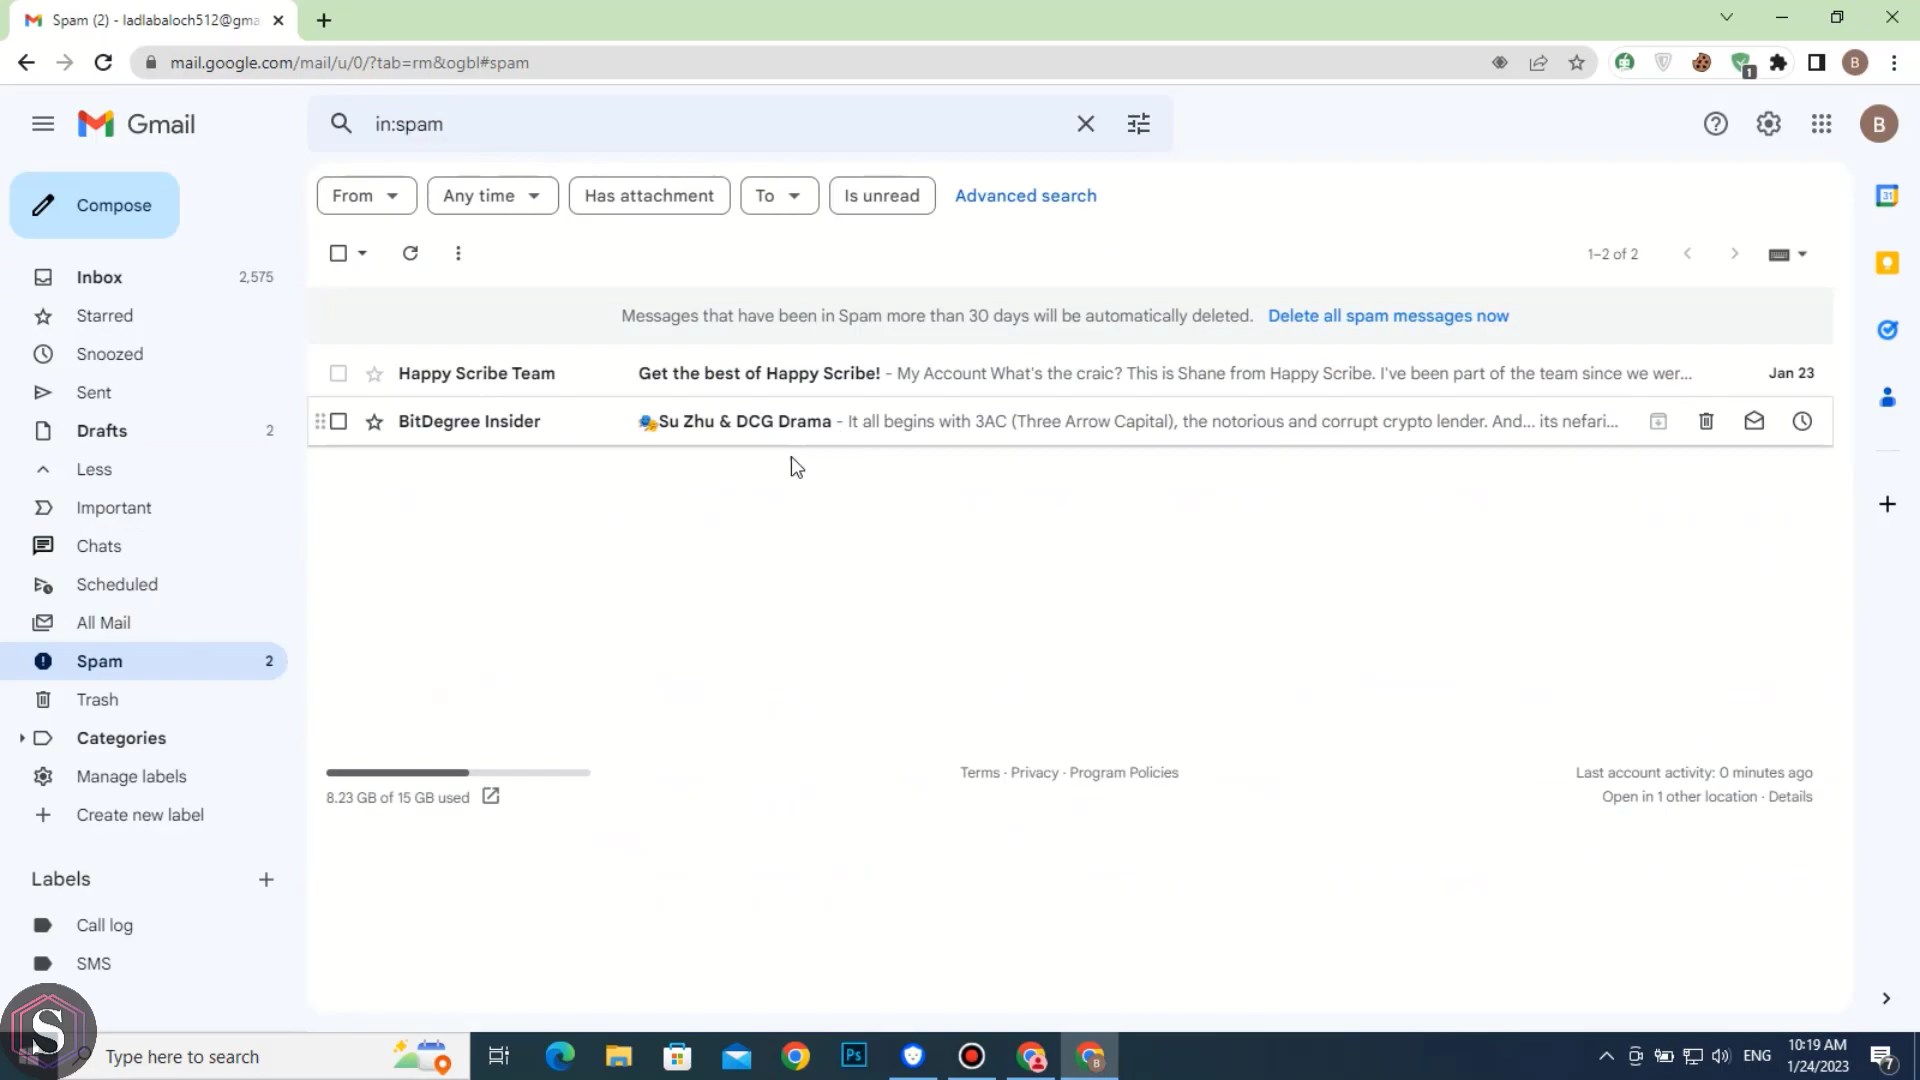 Spam (2) - ladlabaloch512@gma
mail.google.com/mail/u/0/?tab=rm&ogbl#spam
1
B
Gmail
in:spam
B
Compose
From
Any time
Has attachment
To
Is unread
Advanced search
31
1–2 of 2
Inbox 2,575
Starred
Snoozed
Sent
Drafts 2
Less
Important
Chats
Scheduled
All Mail
Spam 2
Trash
Categories
Manage labels
Create new label
Labels
Call log
SMS
Messages that have been in Spam more than 30 days will be automatically deleted. Delete all spam messages now
Happy Scribe Team Get the best of Happy Scribe! - My Account What's the craic? This is Shane from Happy Scribe. I've been part of the team since we wer... Jan 23
BitDegree Insider 🎭Su Zhu & DCG Drama - It all begins with 3AC (Three Arrow Capital), the notorious and corrupt crypto lender. And... its nefari...
8.23 GB of 15 GB used
Terms · Privacy · Program Policies
Last account activity: 0 minutes ago
Open in 1 other location · Details
S
Type here to search
Ps
B
ENG
10:19 AM
1/24/2023
7